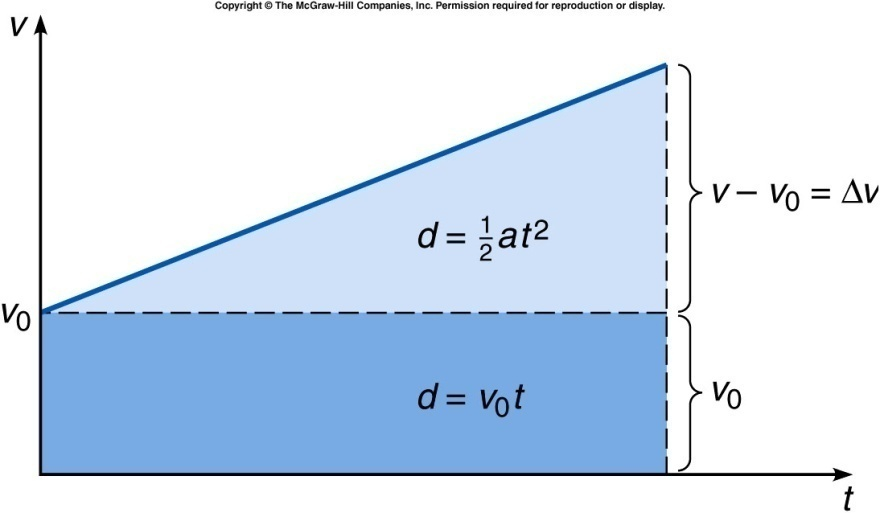 Copyright © The McGraw-Hill Companies, Inc. Permission required for reproduction or display.
v
v₀
d = ½at²
d = v₀t
v – v₀ = Δv
v₀
t